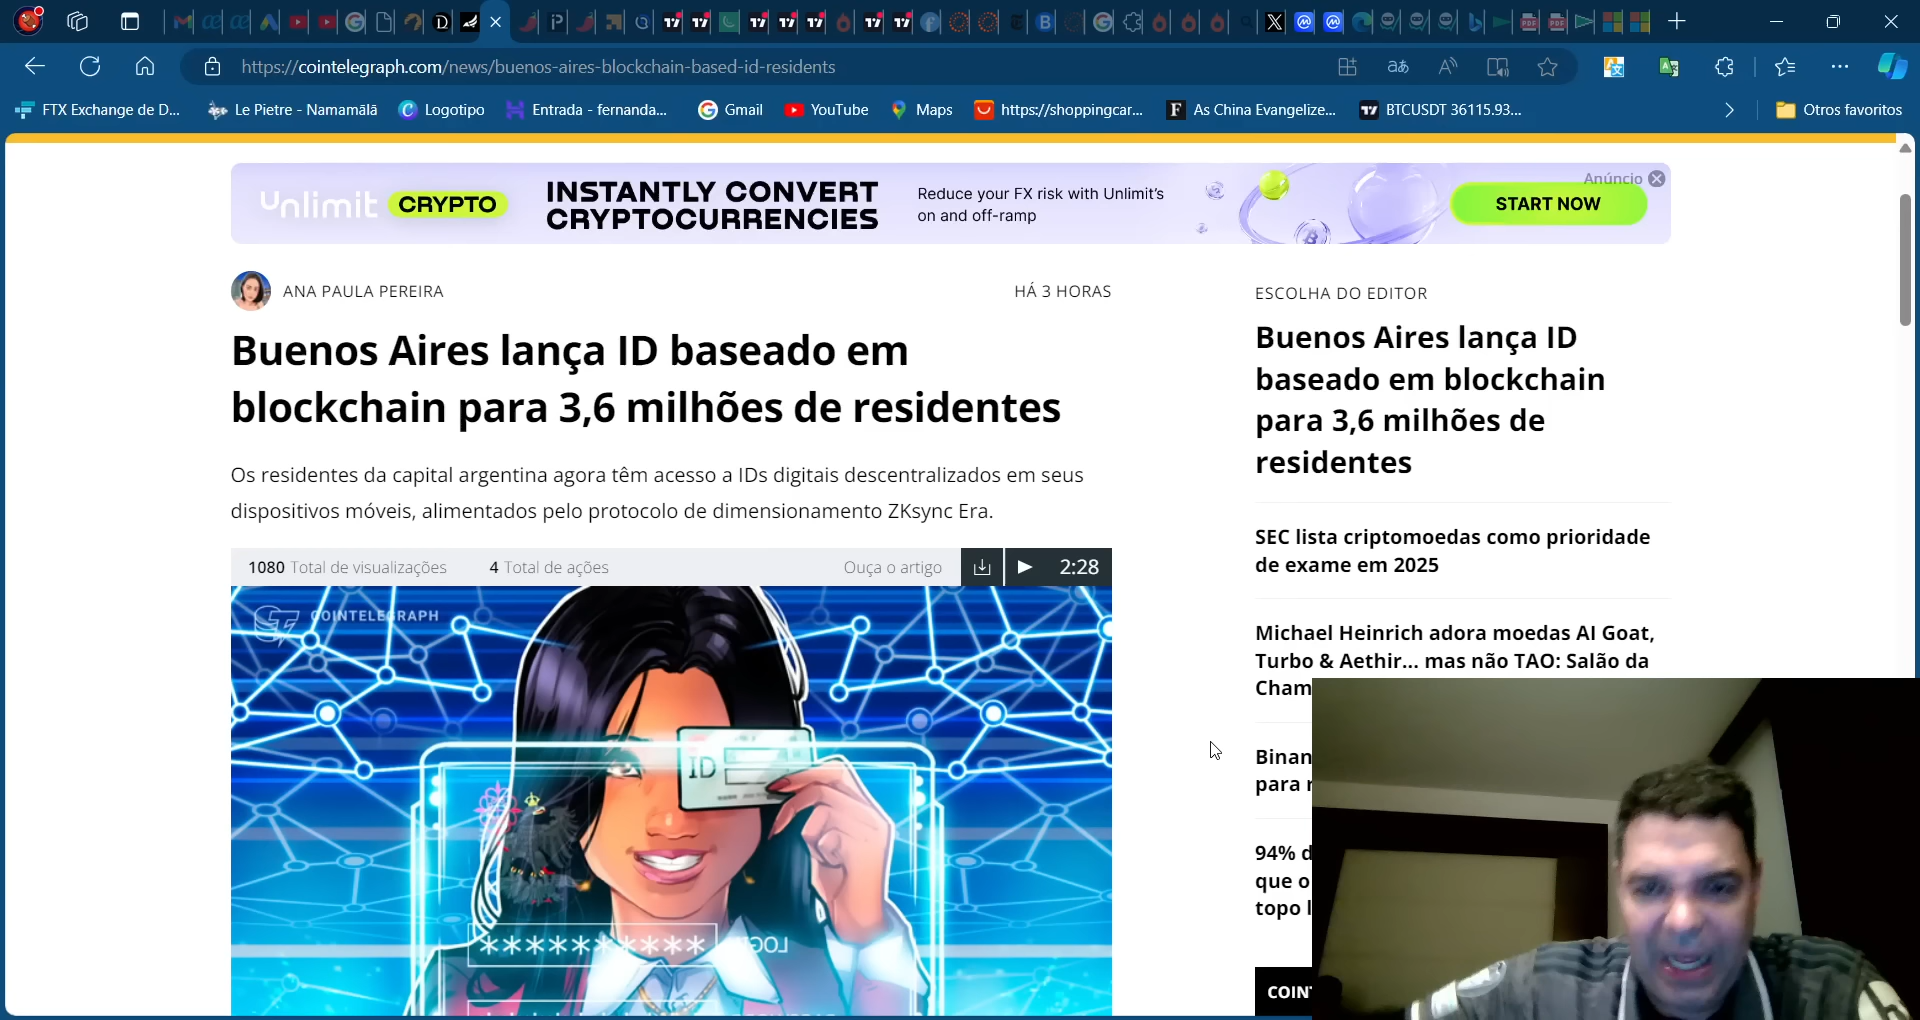 https://cointelegraph.com/news/buenos-aires-blockchain-based-id-residents
FTX Exchange de D...
Le Pietre - Namamālā
Logotipo
Entrada - fernanda...
Gmail
YouTube
Maps
https://shoppingcar...
As China Evangelize...
BTCUSDT 36115.93...
Otros favoritos
Unlimit CRYPTO
INSTANTLY CONVERT
CRYPTOCURRENCIES
Reduce your FX risk with Unlimit's
on and off-ramp
Anúncio
START NOW
ANA PAULA PEREIRA
HÁ 3 HORAS
Buenos Aires lança ID baseado em
blockchain para 3,6 milhões de residentes
Os residentes da capital argentina agora têm acesso a IDs digitais descentralizados em seus
dispositivos móveis, alimentados pelo protocolo de dimensionamento ZKsync Era.
1080 Total de visualizações
4 Total de ações
Ouça o artigo
2:28
COINTELEGRAPH
ID
**********
LOGIN
ESCOLHA DO EDITOR
Buenos Aires lança ID
baseado em blockchain
para 3,6 milhões de
residentes
SEC lista criptomoedas como prioridade
de exame em 2025
Michael Heinrich adora moedas AI Goat,
Turbo & Aethir... mas não TAO: Salão da
Cham
Binan
para
94% d
que o
topo l
COINT